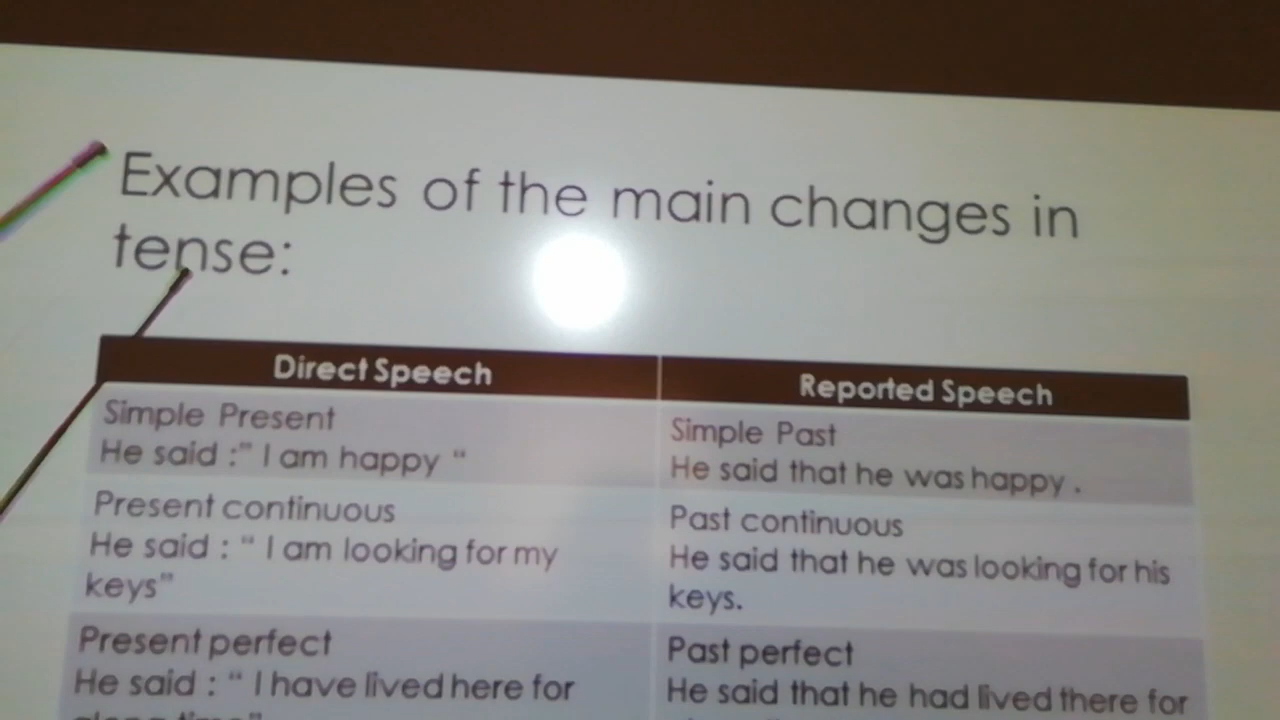 Examples of the main changes in
tense:
Direct Speech
Reported Speech
Simple Present
He said :" I am happy "
Simple Past
He said that he was happy .
Present continuous
He said : " I am looking for my
keys"
Past continuous
He said that he was looking for his
keys.
Present perfect
He said : " I have lived here for
Past perfect
He said that he had lived there for